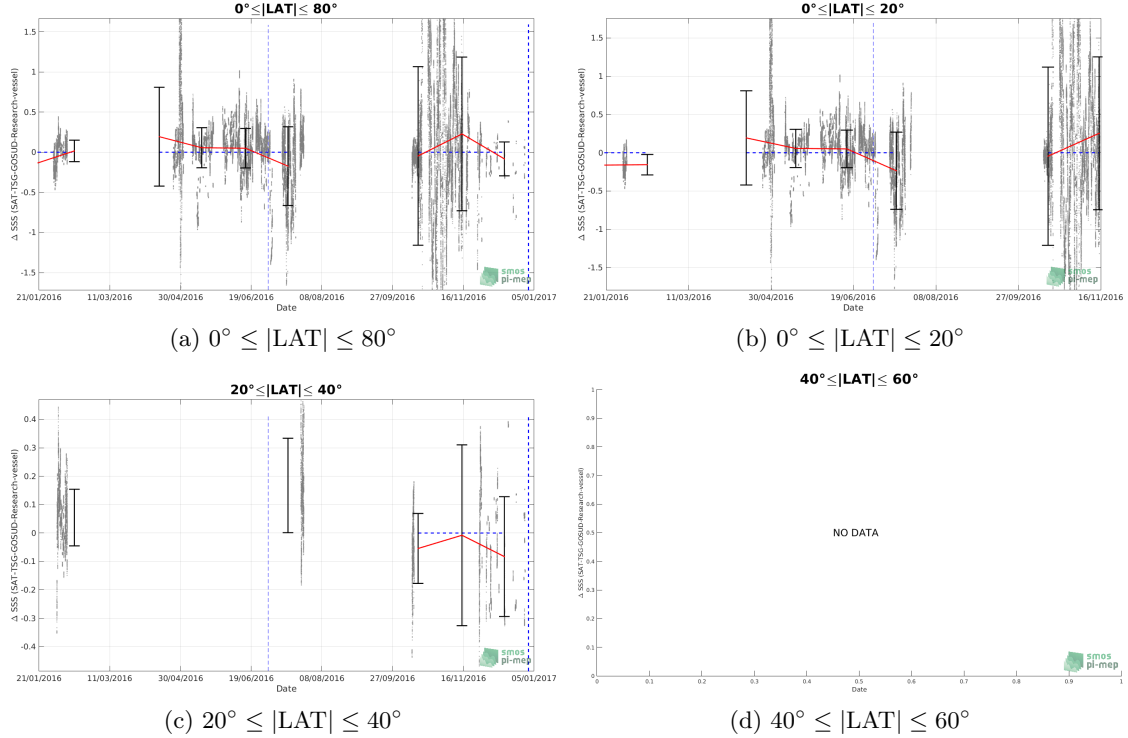 0°≤|LAT|≤ 80°
Δ SSS (SAT-TSG-GOSUD-Research-vessel)
1.5
1
0.5
0
-0.5
-1
-1.5
21/01/2016 11/03/2016 30/04/2016 19/06/2016 08/08/2016 27/09/2016 16/11/2016 05/01/2017
Date
smos
pi-mep
(a) 0° ≤ |LAT| ≤ 80°
0°≤|LAT|≤ 20°
Δ SSS (SAT-TSG-GOSUD-Research-vessel)
1.5
1
0.5
0
-0.5
-1
-1.5
21/01/2016 11/03/2016 30/04/2016 19/06/2016 08/08/2016 27/09/2016 16/11/2016
Date
smos
pi-mep
(b) 0° ≤ |LAT| ≤ 20°
20°≤|LAT|≤ 40°
Δ SSS (SAT-TSG-GOSUD-Research-vessel)
0.4
0.3
0.2
0.1
0
-0.1
-0.2
-0.3
-0.4
21/01/2016 11/03/2016 30/04/2016 19/06/2016 08/08/2016 27/09/2016 16/11/2016 05/01/2017
Date
smos
pi-mep
(c) 20° ≤ |LAT| ≤ 40°
40°≤|LAT|≤ 60°
Δ SSS (SAT-TSG-GOSUD-Research-vessel)
1
0.9
0.8
0.7
0.6
0.5
0.4
0.3
0.2
0.1
0
NO DATA
0 0.1 0.2 0.3 0.4 0.5 0.6 0.7 0.8 0.9 1
Date
smos
pi-mep
(d) 40° ≤ |LAT| ≤ 60°